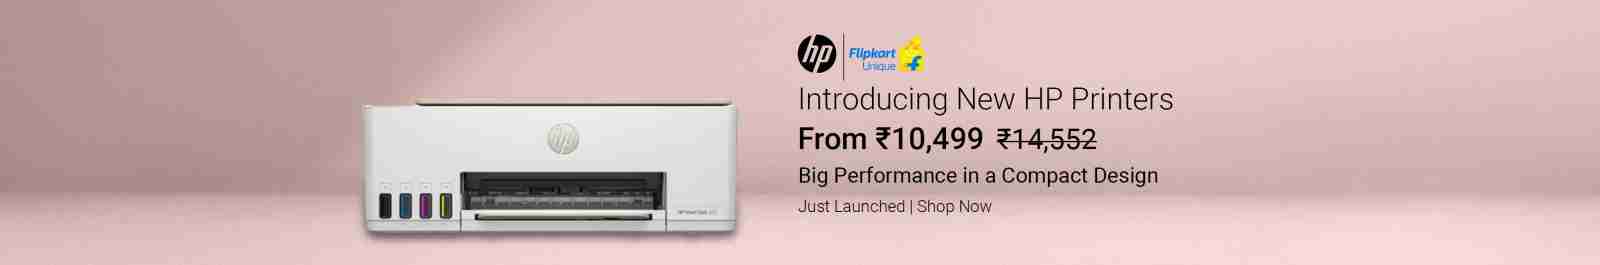 hp
Flipkart
Unique
Introducing New HP Printers
From ₹10,499 ₹14,552
Big Performance in a Compact Design
Just Launched | Shop Now
hp